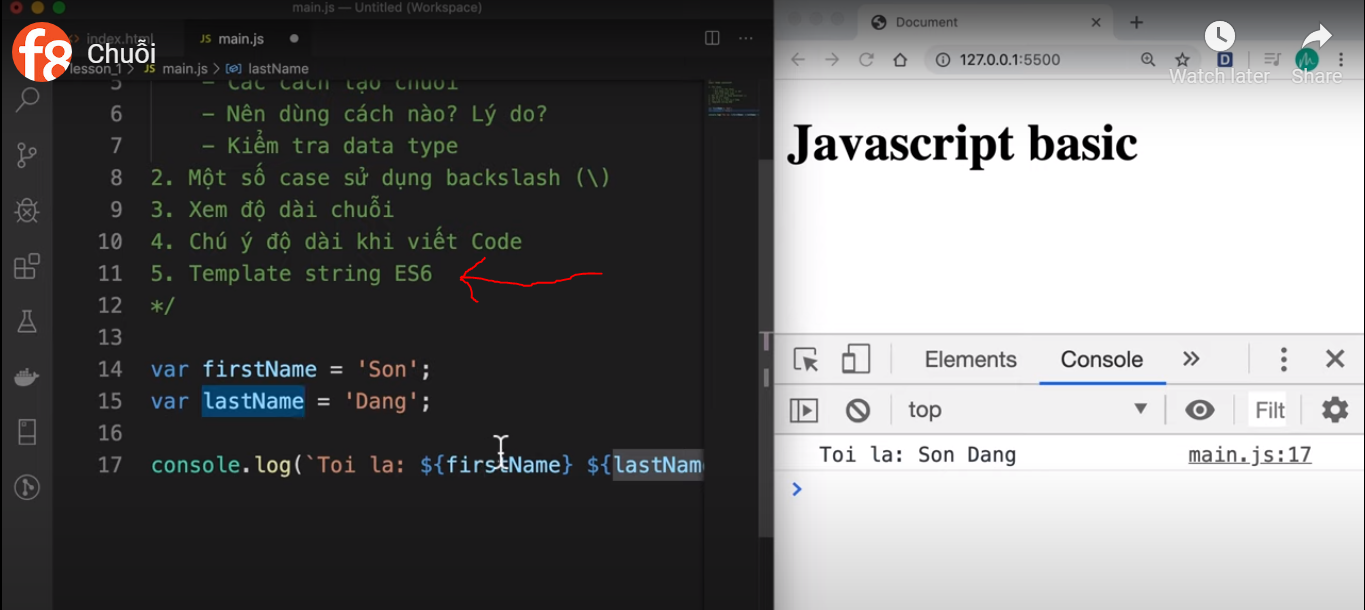 main.js — Untitled (Workspace)
index.html
JS main.js
f8 Chuỗi
lesson_1 > JS main.js > lastName
5 - Các cách tạo chuỗi
6 - Nên dùng cách nào? Lý do?
7 - Kiểm tra data type
8 2. Một số case sử dụng backslash (\)
9 3. Xem độ dài chuỗi
10 4. Chú ý độ dài khi viết Code
11 5. Template string ES6
12 */
13
14 var firstName = 'Son';
15 var lastName = 'Dang';
16
17 console.log(`Toi la: ${firstName} ${lastNam
Document
127.0.0.1:5500
D
Watch later
Share
Javascript basic
Elements Console »
top Filt
Toi la: Son Dang main.js:17
>